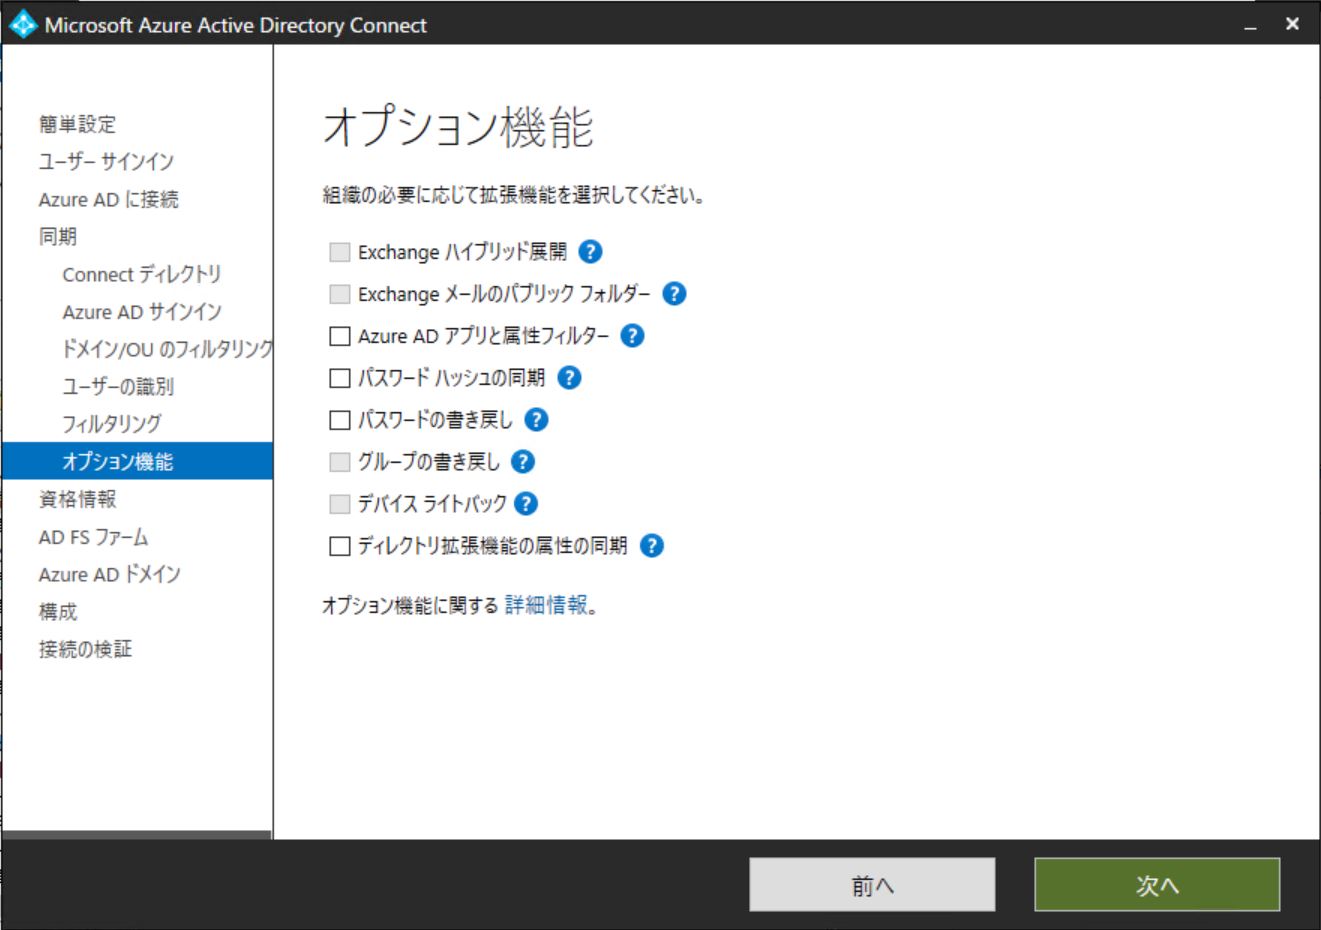 Microsoft Azure Active Directory Connect
簡単設定
ユーザー サインイン
Azure AD に接続
同期
Connect ディレクトリ
Azure AD サインイン
ドメイン/OU のフィルタリング
ユーザーの識別
フィルタリング
オプション機能
資格情報
AD FS ファーム
Azure AD ドメイン
構成
接続の検証
オプション機能
組織の必要に応じて拡張機能を選択してください。
Exchange ハイブリッド展開 ?
Exchange メールのパブリック フォルダー ?
Azure AD アプリと属性フィルター ?
パスワード ハッシュの同期 ?
パスワードの書き戻し ?
グループの書き戻し ?
デバイス ライトバック ?
ディレクトリ拡張機能の属性の同期 ?
オプション機能に関する 詳細情報。
前へ
次へ